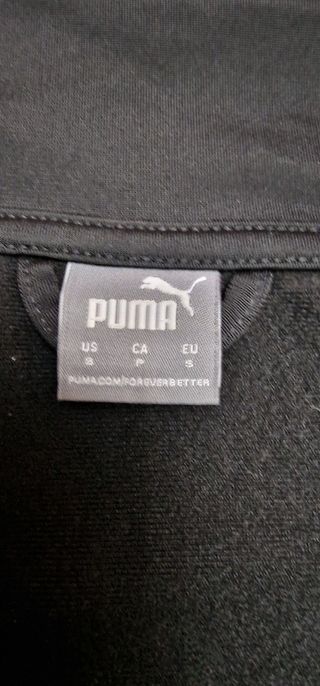 PUMA
US CA EU
S P S
PUMA.COM/FOREVERBETTER